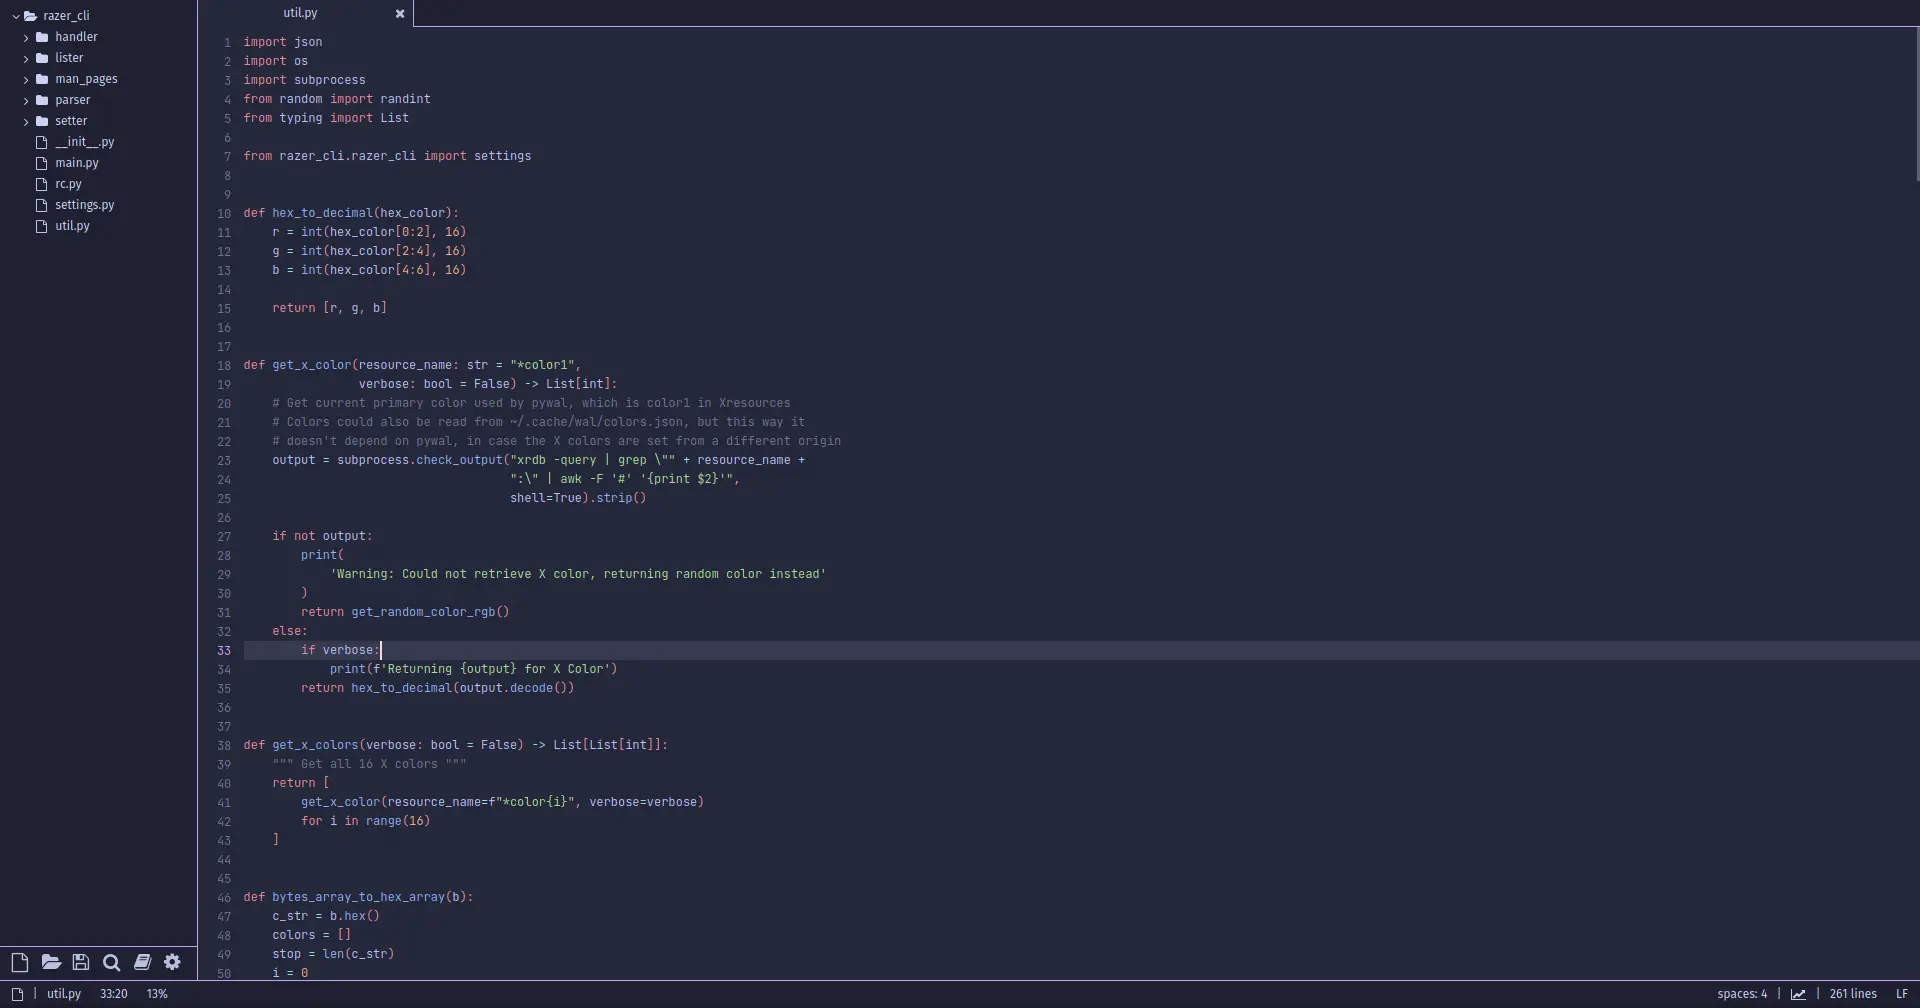 razer_cli
handler
lister
man_pages
parser
setter
__init__.py
main.py
rc.py
settings.py
util.py
util.py
1 import json
2 import os
3 import subprocess
4 from random import randint
5 from typing import List
6
7 from razer_cli.razer_cli import settings
8
9
10 def hex_to_decimal(hex_color):
11     r = int(hex_color[0:2], 16)
12     g = int(hex_color[2:4], 16)
13     b = int(hex_color[4:6], 16)
14
15     return [r, g, b]
16
17
18 def get_x_color(resource_name: str = "*color1",
19                 verbose: bool = False) -> List[int]:
20     # Get current primary color used by pywal, which is color1 in Xresources
21     # Colors could also be read from ~/.cache/wal/colors.json, but this way it
22     # doesn't depend on pywal, in case the X colors are set from a different origin
23     output = subprocess.check_output("xrdb -query | grep \"" + resource_name +
24                                      ":\" | awk -F '#' '{print $2}'",
25                                      shell=True).strip()
26
27     if not output:
28         print(
29             'Warning: Could not retrieve X color, returning random color instead'
30         )
31         return get_random_color_rgb()
32     else:
33         if verbose:
34             print(f'Returning {output} for X Color')
35         return hex_to_decimal(output.decode())
36
37
38 def get_x_colors(verbose: bool = False) -> List[List[int]]:
39     """ Get all 16 X colors """
40     return [
41         get_x_color(resource_name=f"*color{i}", verbose=verbose)
42         for i in range(16)
43     ]
44
45
46 def bytes_array_to_hex_array(b):
47     c_str = b.hex()
48     colors = []
49     stop = len(c_str)
50     i = 0
util.py 33:20 13% spaces: 4 | | 261 lines LF